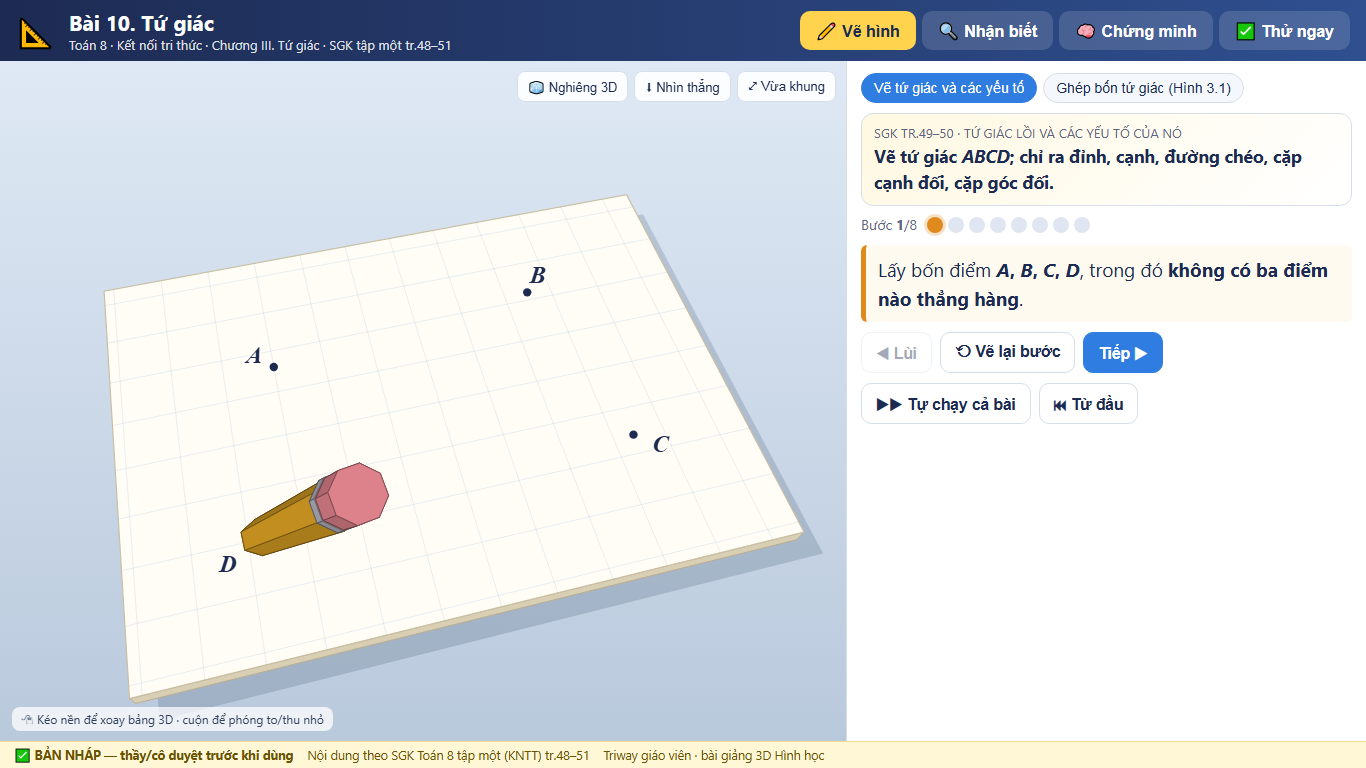 Bài 10. Tứ giác
Toán 8 · Kết nối tri thức · Chương III. Tứ giác · SGK tập một tr.48–51
Vẽ hình
Nhận biết
Chứng minh
Thử ngay
Nghiêng 3D
Nhìn thẳng
Vừa khung
B
A
C
D
Kéo nền để xoay bảng 3D · cuộn để phóng to/thu nhỏ
Vẽ tứ giác và các yếu tố
Ghép bốn tứ giác (Hình 3.1)
SGK TR.49–50 · TỨ GIÁC LỒI VÀ CÁC YẾU TỐ CỦA NÓ
Vẽ tứ giác ABCD; chỉ ra đỉnh, cạnh, đường chéo, cặp
cạnh đối, cặp góc đối.
Bước 1/8
Lấy bốn điểm A, B, C, D, trong đó không có ba điểm
nào thẳng hàng.
◀ Lùi
Vẽ lại bước
Tiếp ▶
▶▶ Tự chạy cả bài
⏮ Từ đầu
BẢN NHÁP — thầy/cô duyệt trước khi dùng
Nội dung theo SGK Toán 8 tập một (KNTT) tr.48–51
Triway giáo viên · bài giảng 3D Hình học